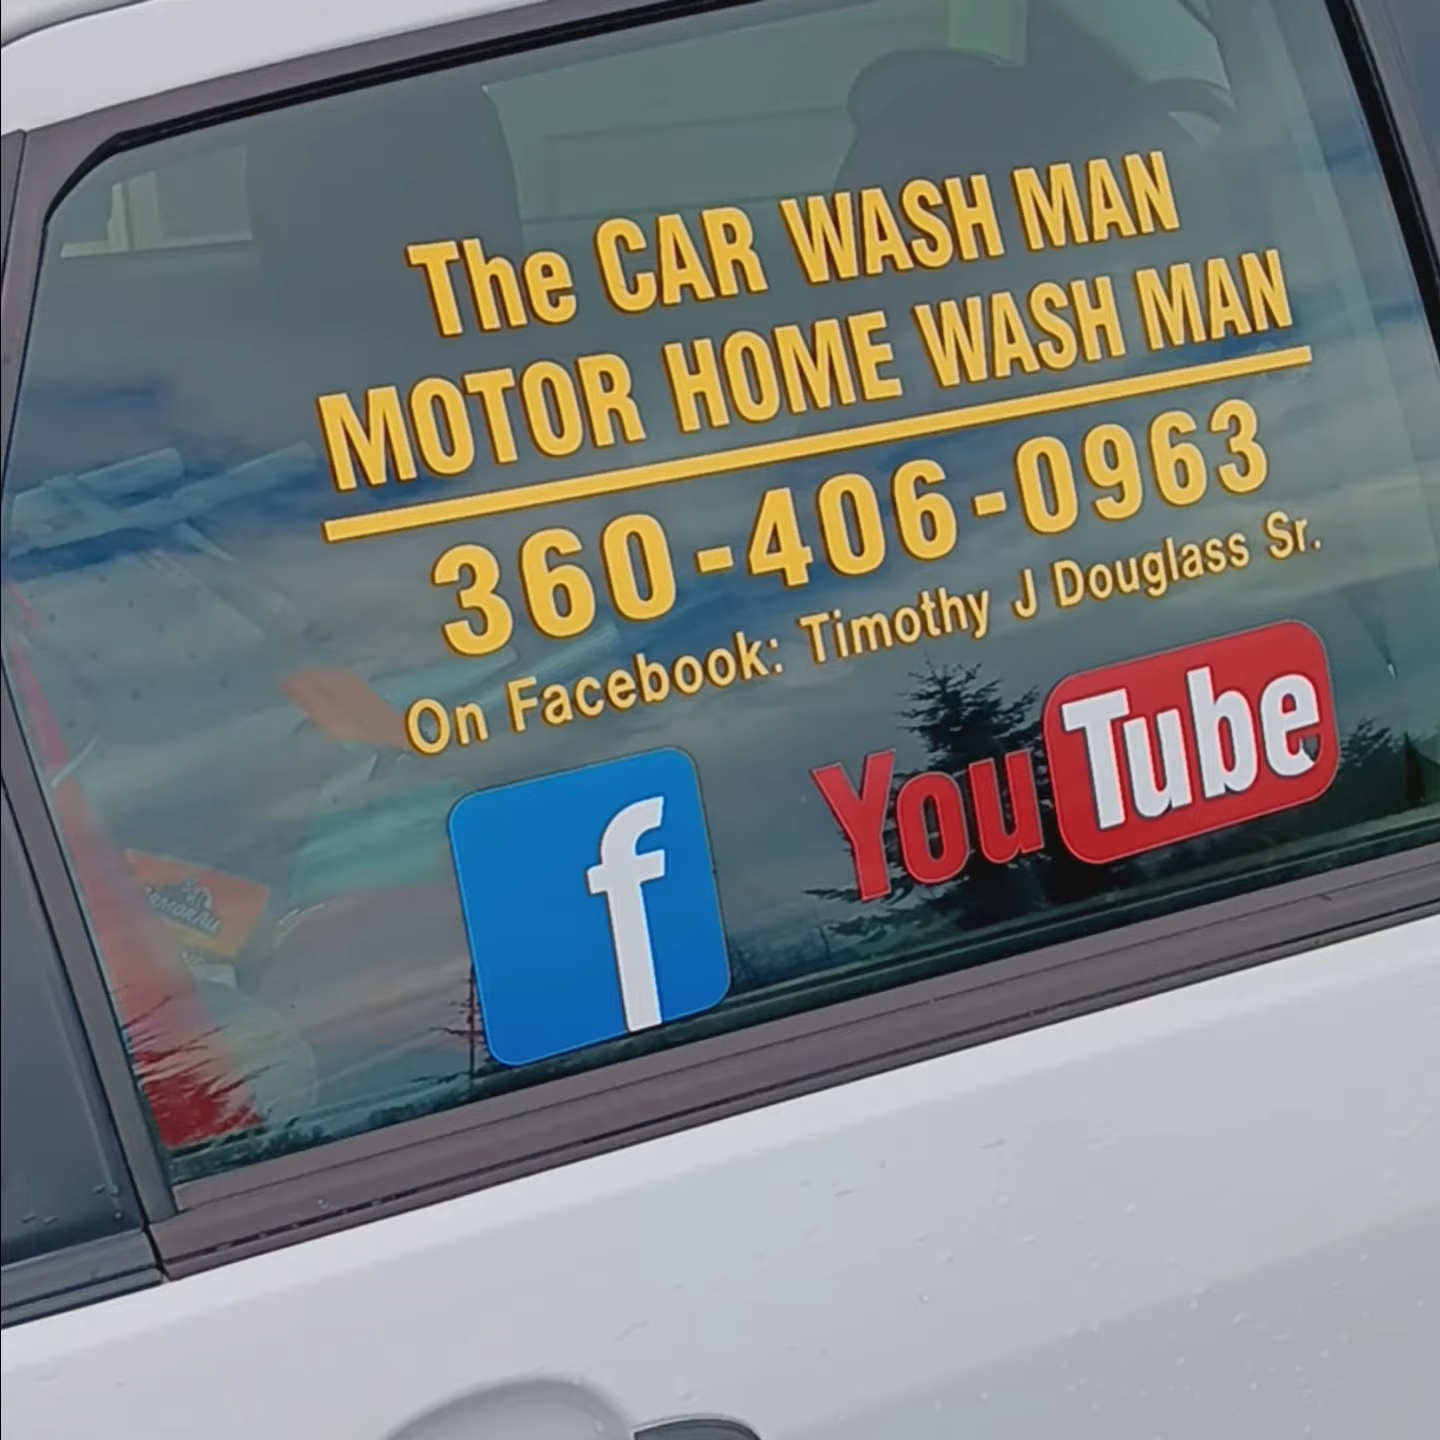 The CAR WASH MAN
MOTOR HOME WASH MAN
360-406-0963
On Facebook: Timothy J Douglass Sr.
f
YouTube